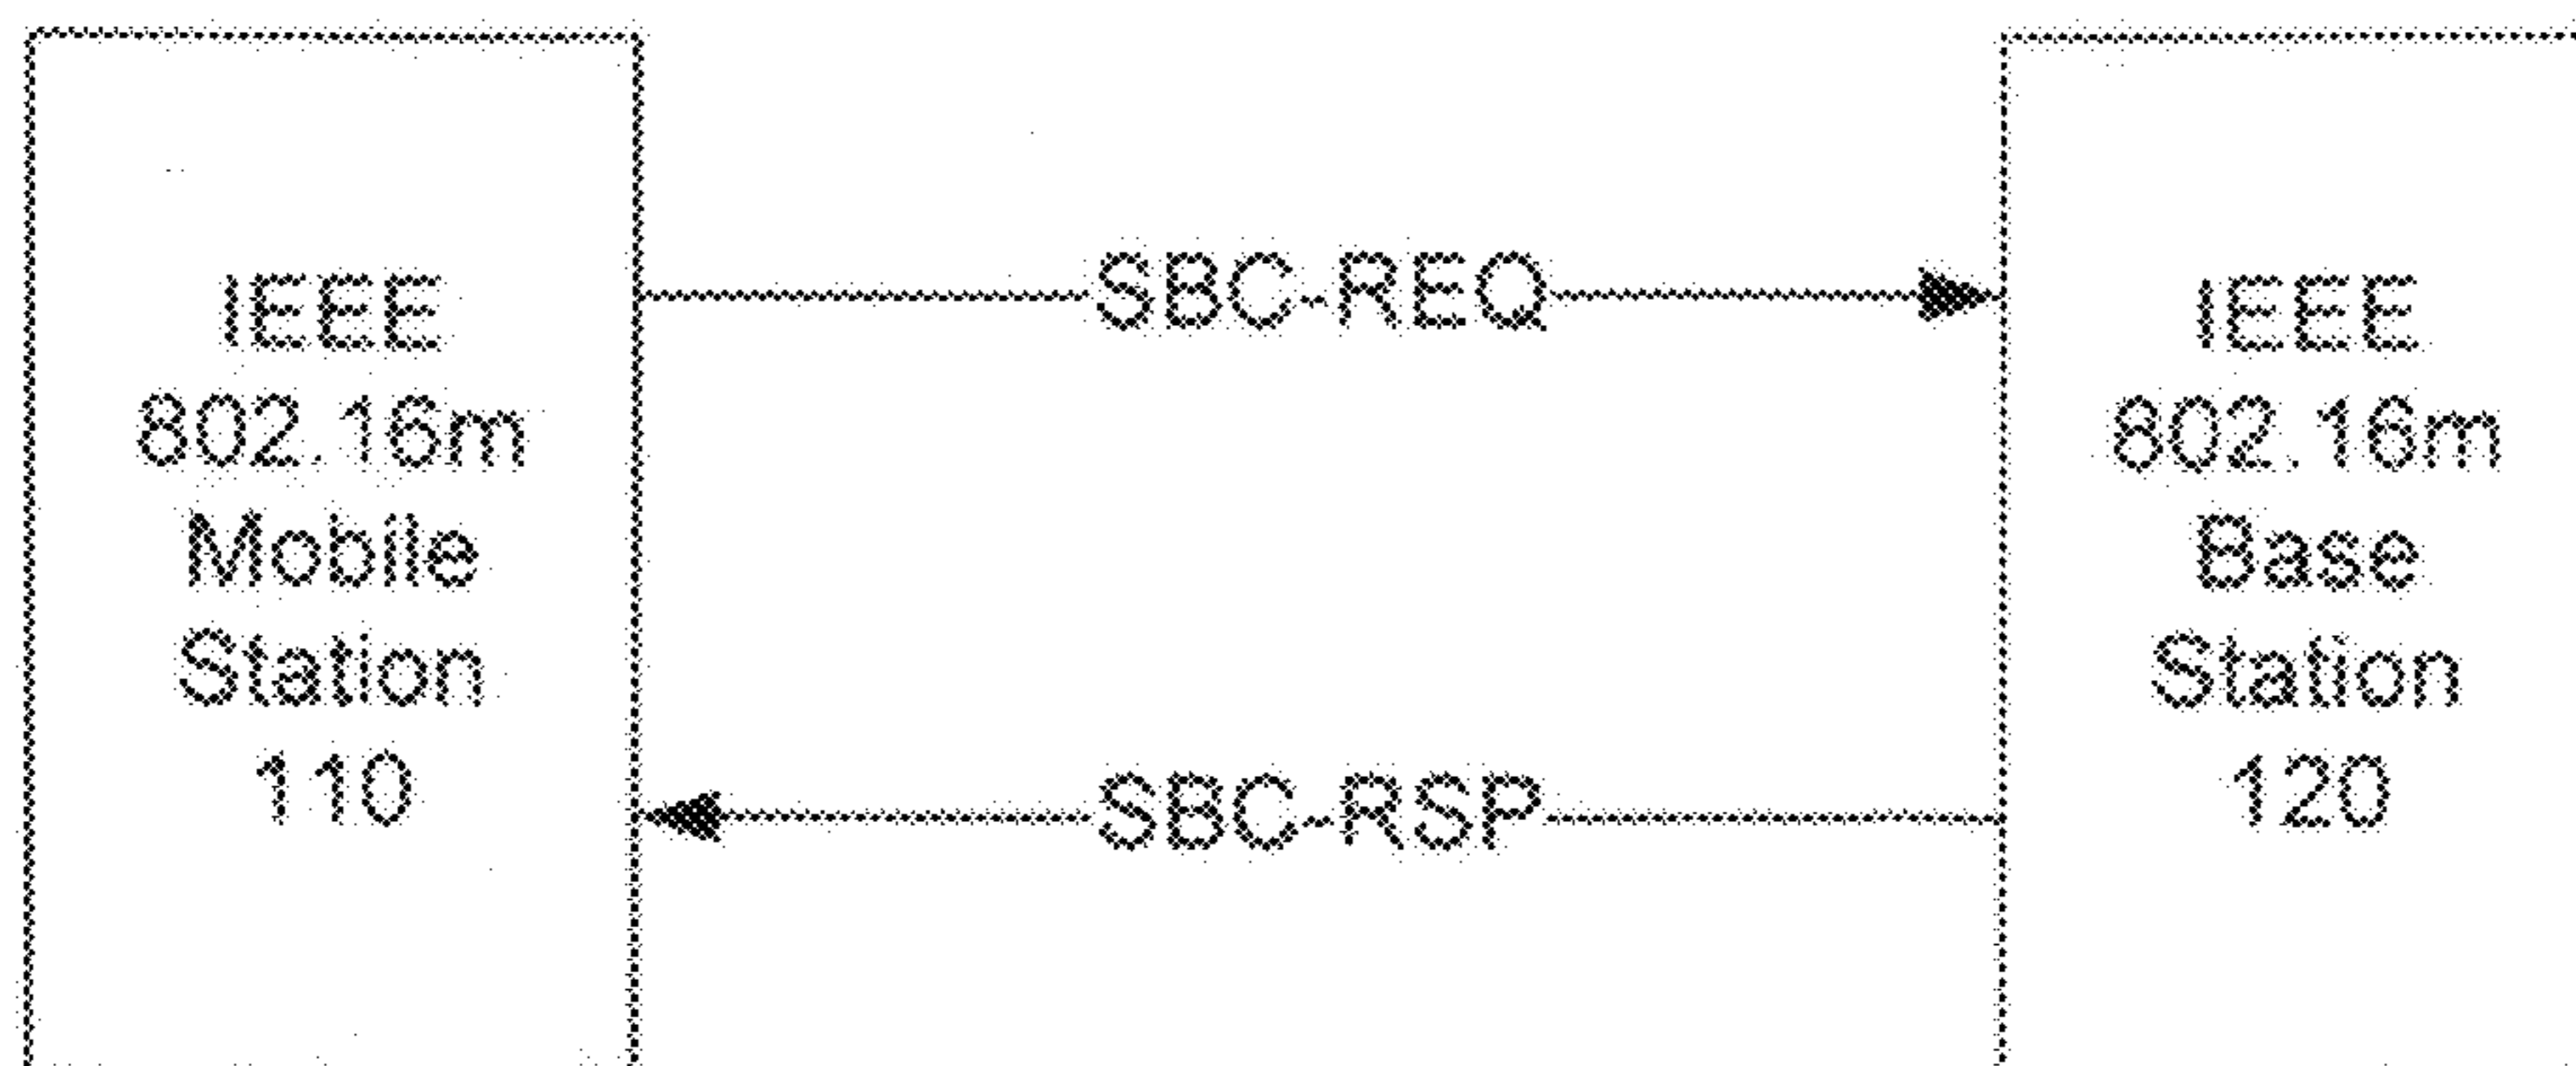 IEEE
802.16m
Mobile
Station
110
SBC-REQ
SBC-RSP
IEEE
802.16m
Base
Station
120